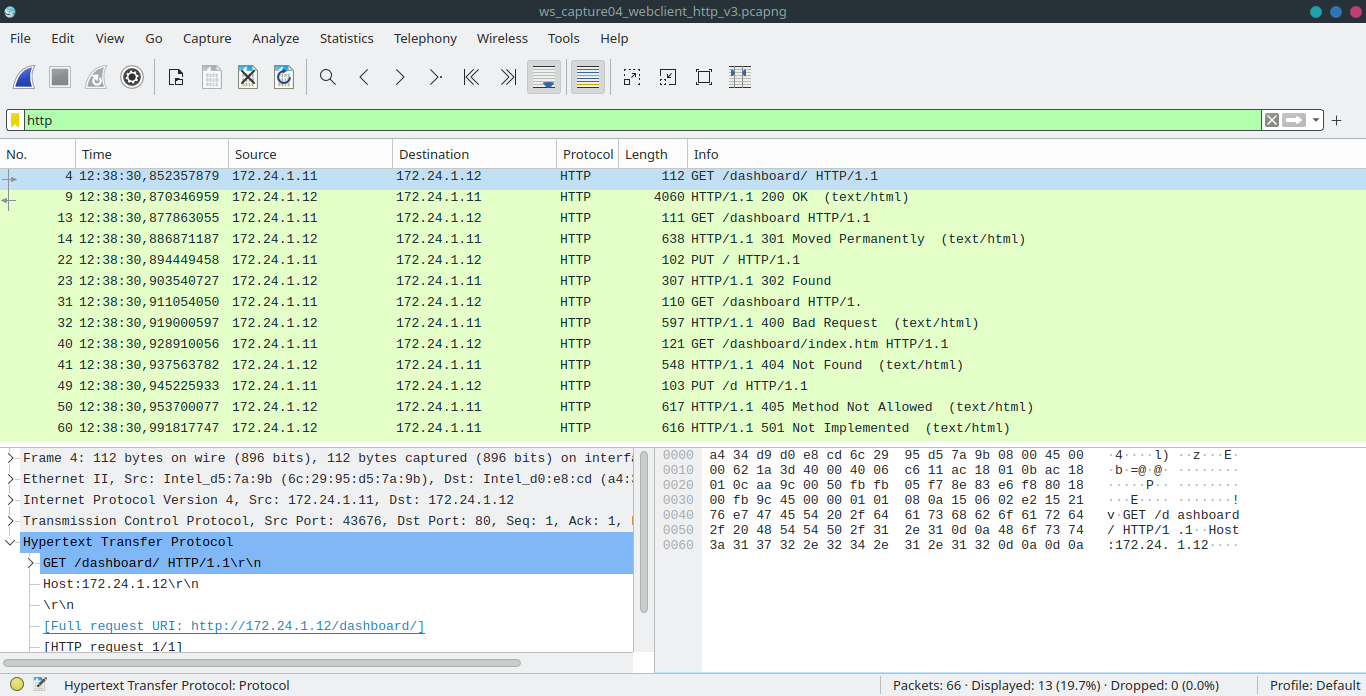 ws_capture04_webclient_http_v3.pcapng
File Edit View Go Capture Analyze Statistics Telephony Wireless Tools Help
http
No. Time Source Destination Protocol Length Info
4 12:38:30,852357879 172.24.1.11 172.24.1.12 HTTP 112 GET /dashboard/ HTTP/1.1
9 12:38:30,870346959 172.24.1.12 172.24.1.11 HTTP 4060 HTTP/1.1 200 OK (text/html)
13 12:38:30,877863055 172.24.1.11 172.24.1.12 HTTP 111 GET /dashboard HTTP/1.1
14 12:38:30,886871187 172.24.1.12 172.24.1.11 HTTP 638 HTTP/1.1 301 Moved Permanently (text/html)
22 12:38:30,894449458 172.24.1.11 172.24.1.12 HTTP 102 PUT / HTTP/1.1
23 12:38:30,903540727 172.24.1.12 172.24.1.11 HTTP 307 HTTP/1.1 302 Found
31 12:38:30,911054050 172.24.1.11 172.24.1.12 HTTP 110 GET /dashboard HTTP/1.
32 12:38:30,919000597 172.24.1.12 172.24.1.11 HTTP 597 HTTP/1.1 400 Bad Request (text/html)
40 12:38:30,928910056 172.24.1.11 172.24.1.12 HTTP 121 GET /dashboard/index.htm HTTP/1.1
41 12:38:30,937563782 172.24.1.12 172.24.1.11 HTTP 548 HTTP/1.1 404 Not Found (text/html)
49 12:38:30,945225933 172.24.1.11 172.24.1.12 HTTP 103 PUT /d HTTP/1.1
50 12:38:30,953700077 172.24.1.12 172.24.1.11 HTTP 617 HTTP/1.1 405 Method Not Allowed (text/html)
60 12:38:30,991817747 172.24.1.12 172.24.1.11 HTTP 616 HTTP/1.1 501 Not Implemented (text/html)
Frame 4: 112 bytes on wire (896 bits), 112 bytes captured (896 bits) on interfa
Ethernet II, Src: Intel_d5:7a:9b (6c:29:95:d5:7a:9b), Dst: Intel_d0:e8:cd (a4:3
Internet Protocol Version 4, Src: 172.24.1.11, Dst: 172.24.1.12
Transmission Control Protocol, Src Port: 43676, Dst Port: 80, Seq: 1, Ack: 1,
Hypertext Transfer Protocol
GET /dashboard/ HTTP/1.1\r\n
Host:172.24.1.12\r\n
\r\n
[Full request URI: http://172.24.1.12/dashboard/]
[HTTP request 1/1]
0000 a4 34 d9 d0 e8 cd 6c 29 95 d5 7a 9b 08 00 45 00 ·4····l) ··z···E·
0010 00 62 1a 3d 40 00 40 06 c6 11 ac 18 01 0b ac 18 ·b·=@·@· ········
0020 01 0c aa 9c 00 50 fb fb 05 f7 8e 83 e6 f8 80 18 ·····P·· ········
0030 00 fb 9c 45 00 00 01 01 08 0a 15 06 02 e2 15 21 ···E···· ·······!
0040 76 e7 47 45 54 20 2f 64 61 73 68 62 6f 61 72 64 v·GET /d ashboard
0050 2f 20 48 54 54 50 2f 31 2e 31 0d 0a 48 6f 73 74 / HTTP/1 .1··Host
0060 3a 31 37 32 2e 32 34 2e 31 2e 31 32 0d 0a 0d 0a :172.24. 1.12····
Hypertext Transfer Protocol: Protocol
Packets: 66 · Displayed: 13 (19.7%) · Dropped: 0 (0.0%)
Profile: Default